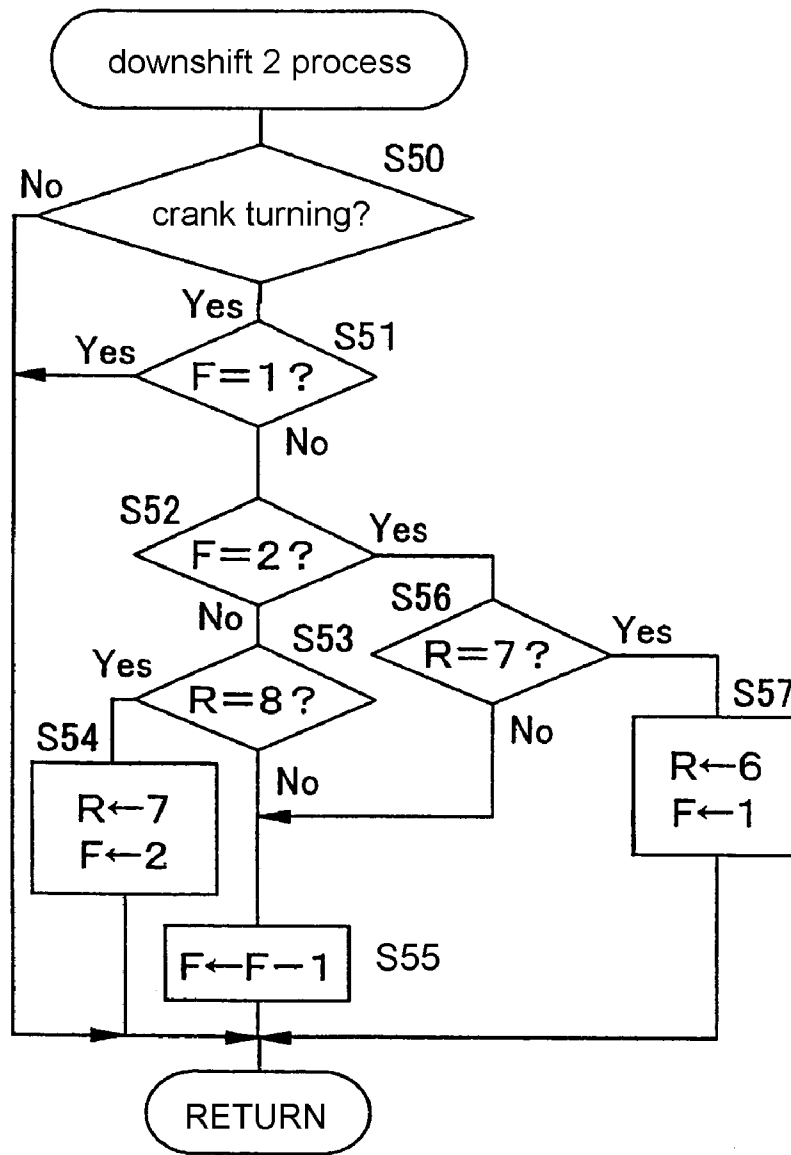 downshift 2 process
S50
No
crank turning?
Yes
S51
Yes
F=1?
No
S52
Yes
F=2?
S56
No
S53
Yes
Yes
R=7?
R=8?
S57
S54
No
No
R←7
F←2
R←6
F←1
F←F−1
S55
RETURN